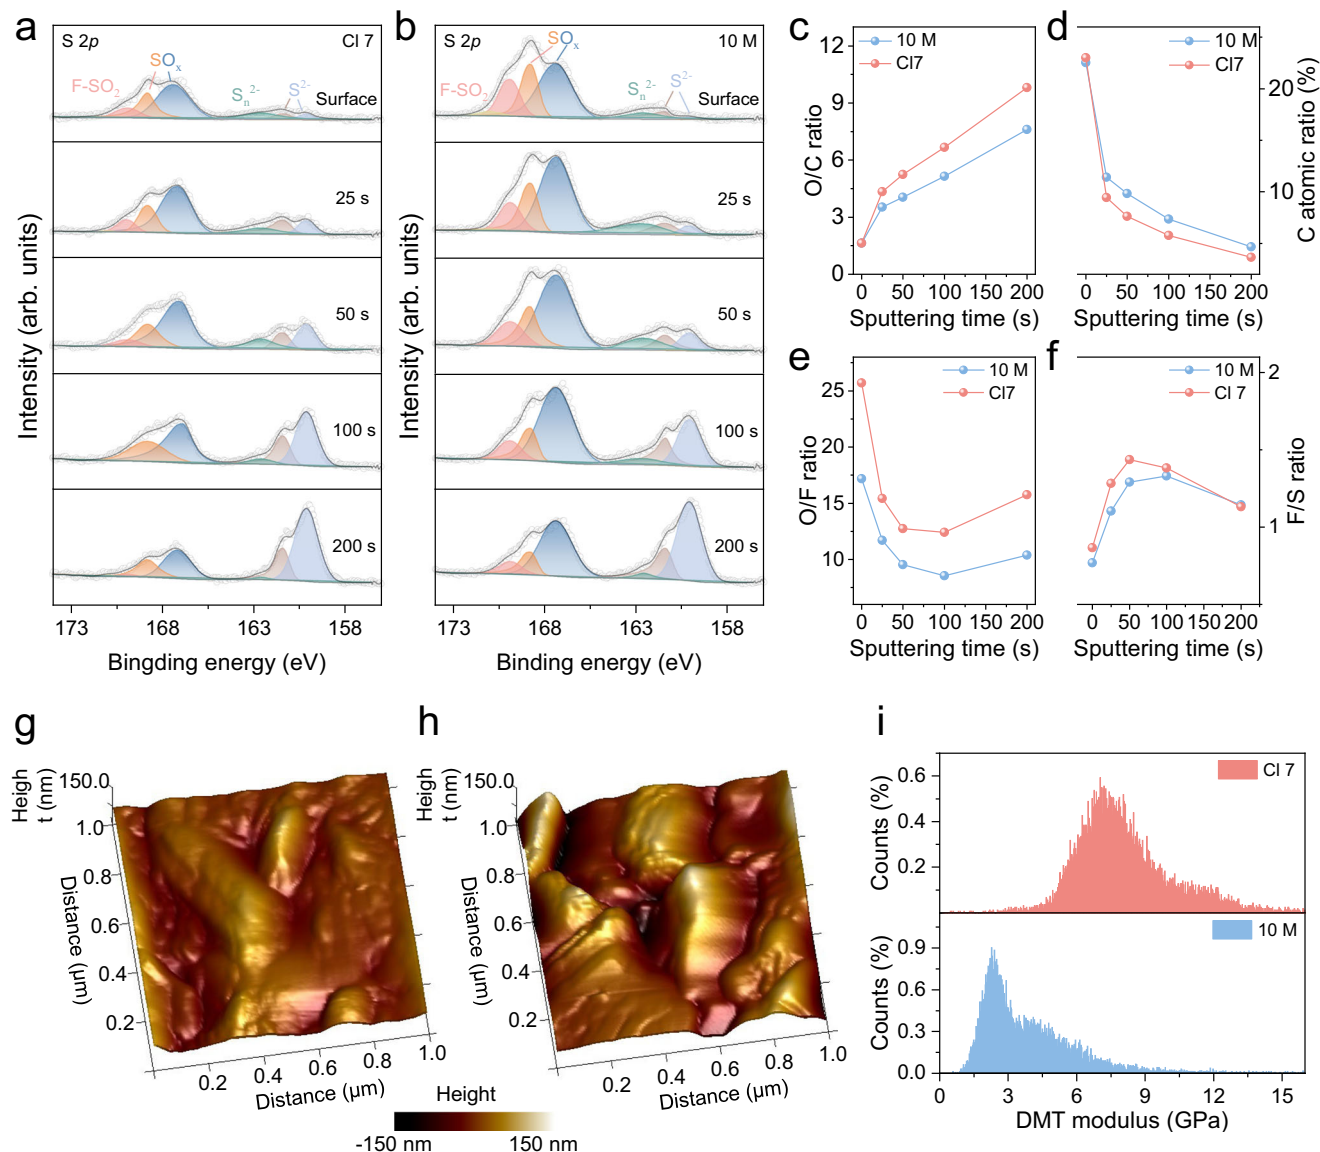 a
S 2p
Cl 7
SOx
F-SO2
Sn2-
S2-
Surface
25 s
50 s
100 s
200 s
Intensity (arb. units)
173
168
163
158
Bingding energy (eV)
b
S 2p
10 M
SOx
F-SO2
Sn2-
S2-
Surface
25 s
50 s
100 s
200 s
Intensity (arb. units)
173
168
163
158
Binding energy (eV)
c
10 M
Cl7
12
9
6
3
0
O/C ratio
0 50 100 150 200
Sputtering time (s)
d
10 M
Cl7
20
10
C atomic ratio (%)
0 50 100 150 200
Sputtering time (s)
e
10 M
Cl7
25
20
15
10
O/F ratio
0 50 100 150 200
Sputtering time (s)
f
10 M
Cl 7
2
1
F/S ratio
0 50 100 150 200
Sputtering time (s)
g
Heigh
t (nm)
150.0
1.0
0.8
0.6
0.4
0.2
Distance (μm)
0.2
0.4
0.6
0.8
1.0
Distance (μm)
h
Heigh
t (nm)
150.0
1.0
0.8
0.6
0.4
0.2
Distance (μm)
0.2
0.4
0.6
0.8
1.0
Distance (μm)
Height
-150 nm
150 nm
i
Cl 7
0.6
0.4
0.2
Counts (%)
10 M
0.9
0.6
0.3
0.0
Counts (%)
0 3 6 9 12 15
DMT modulus (GPa)